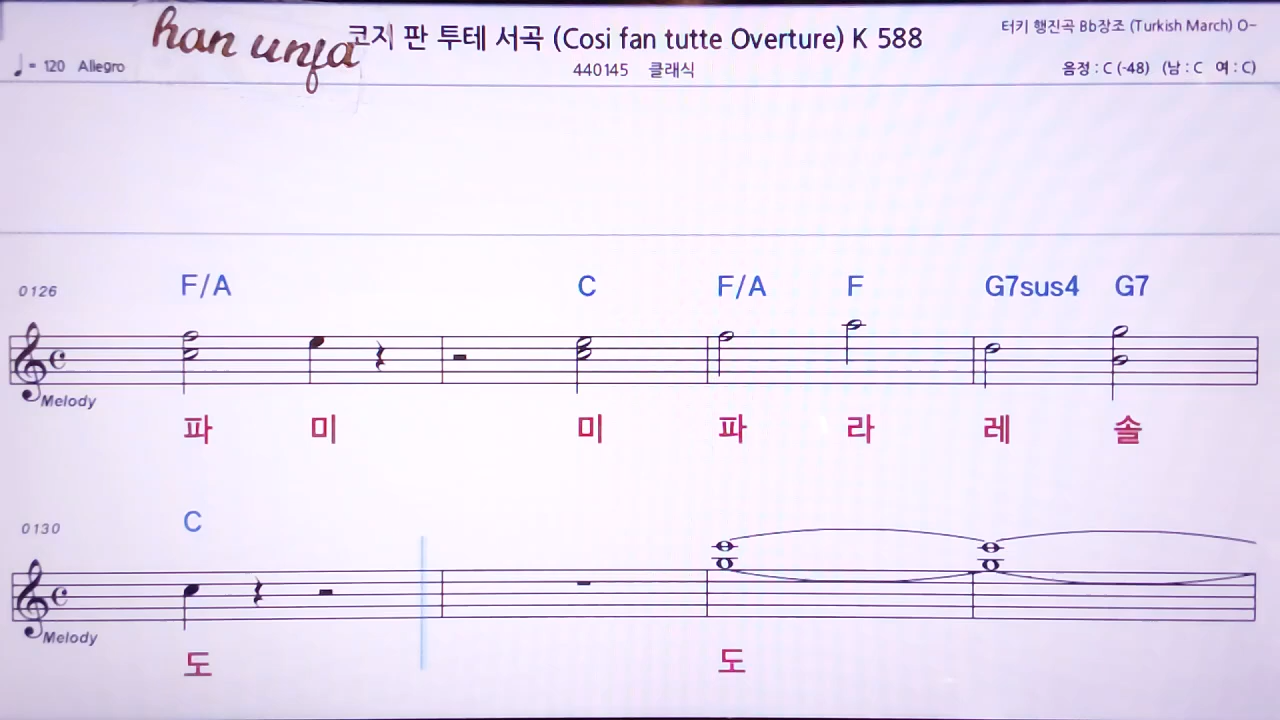 han unfa
코지 판 투테 서곡 (Cosi fan tutte Overture) K 588
터키 행진곡 Bb장조 (Turkish March) O-
♩= 120 Allegro
440145 클래식
음정 : C (-48) (남 : C 여 : C)
0126 F/A C F/A F G7sus4 G7
Melody
파 미 미 파 라 레 솔
0130 C
Melody
도 도